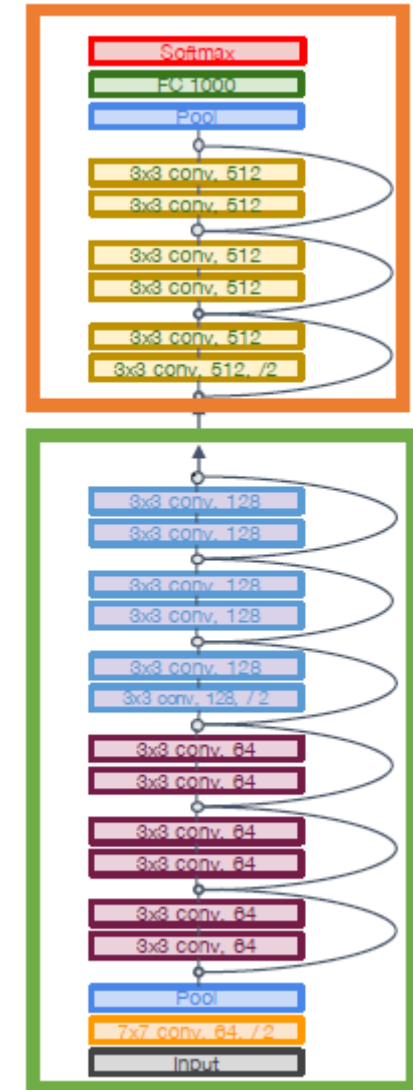 Softmax
FC 1000
Pool
3x3 conv, 512
3x3 conv, 512
3x3 conv, 512
3x3 conv, 512
3x3 conv, 512
3x3 conv, 512, /2
3x3 conv, 128
3x3 conv, 128
3x3 conv, 128
3x3 conv, 128
3x3 conv, 128
3x3 conv, 128, / 2
3x3 conv, 64
3x3 conv, 64
3x3 conv, 64
3x3 conv, 64
3x3 conv, 64
3x3 conv, 64
Pool
7x7 conv, 64, / 2
Input